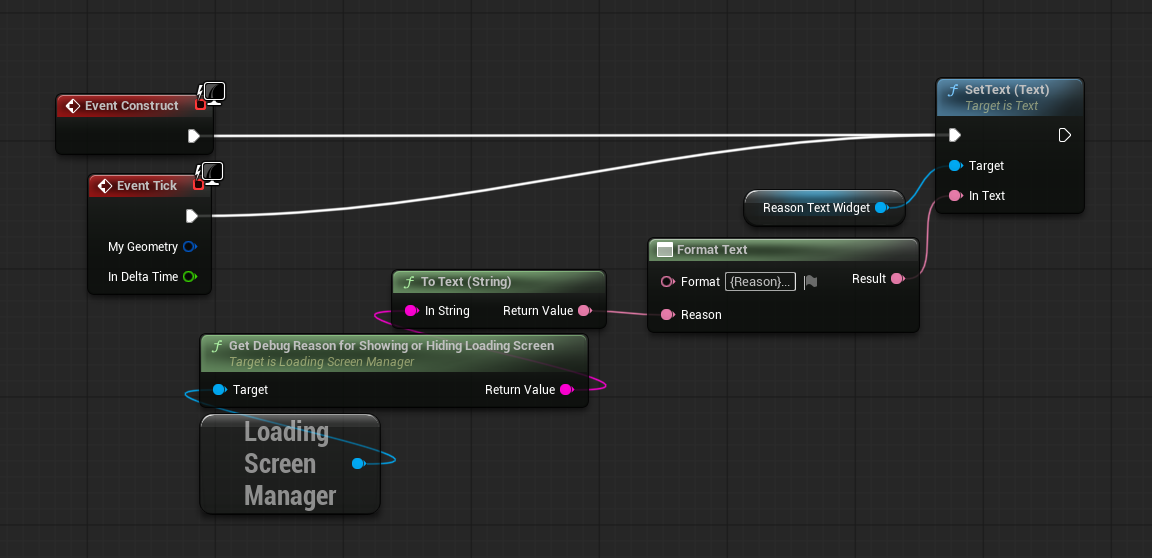 Event Construct
Event Tick
My Geometry
In Delta Time
SetText (Text)
Target is Text
Target
In Text
Reason Text Widget
Format Text
Format {Reason}...
Result
Reason
To Text (String)
In String Return Value
Get Debug Reason for Showing or Hiding Loading Screen
Target is Loading Screen Manager
Target Return Value
Loading
Screen
Manager